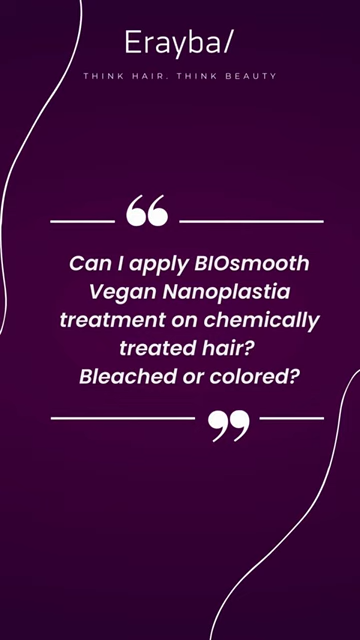 Erayba/
THINK HAIR. THINK BEAUTY
“
Can I apply BIOsmooth
Vegan Nanoplastia
treatment on chemically
treated hair?
Bleached or colored?
”